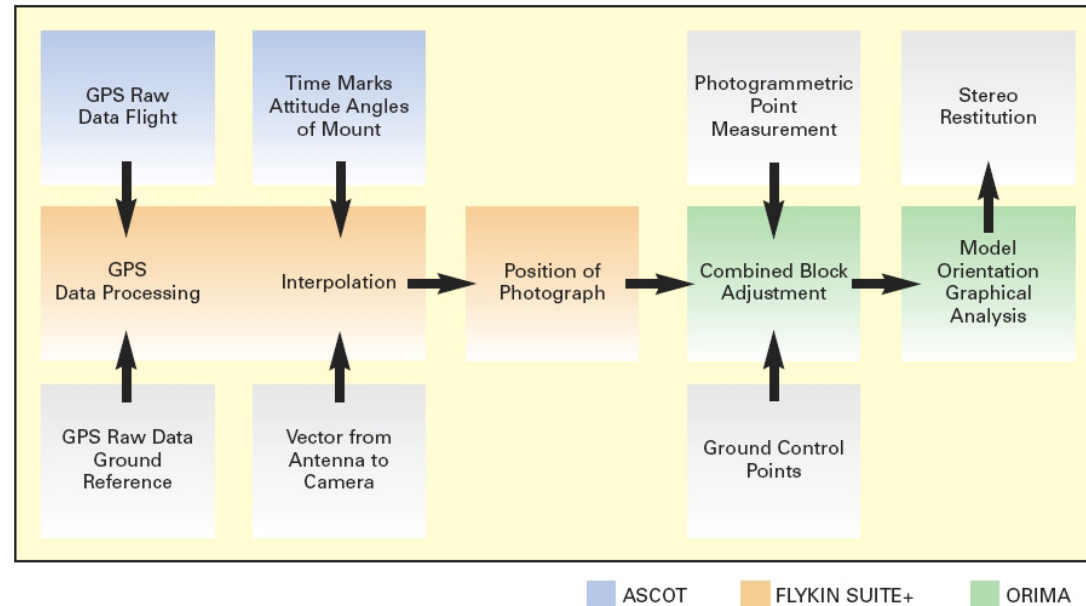 GPS Raw
Data Flight
Time Marks
Attitude Angles
of Mount
Photogrammetric
Point
Measurement
Stereo
Restitution
GPS
Data Processing
Interpolation
Position of
Photograph
Combined Block
Adjustment
Model
Orientation
Graphical
Analysis
GPS Raw Data
Ground
Reference
Vector from
Antenna to
Camera
Ground Control
Points
ASCOT
FLYKIN SUITE+
ORIMA